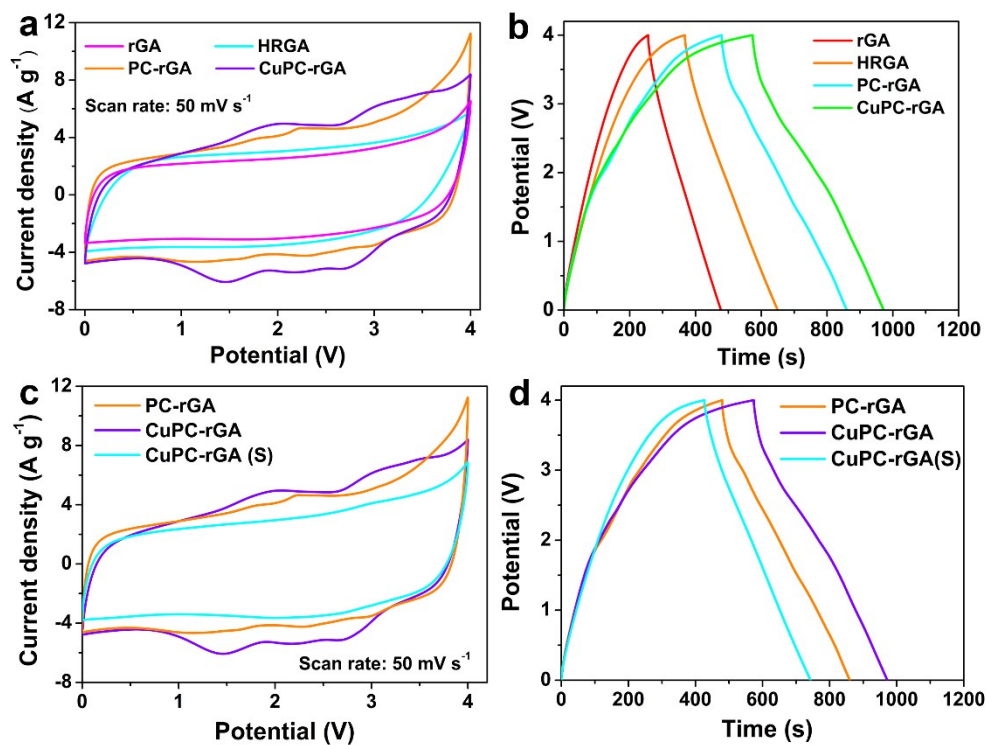 a
12
8
4
0
-4
-8
Current density (A g⁻¹)
rGA
HRGA
PC-rGA
CuPC-rGA
Scan rate: 50 mV s⁻¹
0 1 2 3 4
Potential (V)
b
4
3
2
1
0
Potential (V)
rGA
HRGA
PC-rGA
CuPC-rGA
0 200 400 600 800 1000 1200
Time (s)
c
12
8
4
0
-4
-8
Current density (A g⁻¹)
PC-rGA
CuPC-rGA
CuPC-rGA (S)
Scan rate: 50 mV s⁻¹
0 1 2 3 4
Potential (V)
d
4
3
2
1
0
Potential (V)
PC-rGA
CuPC-rGA
CuPC-rGA(S)
0 200 400 600 800 1000 1200
Time (s)